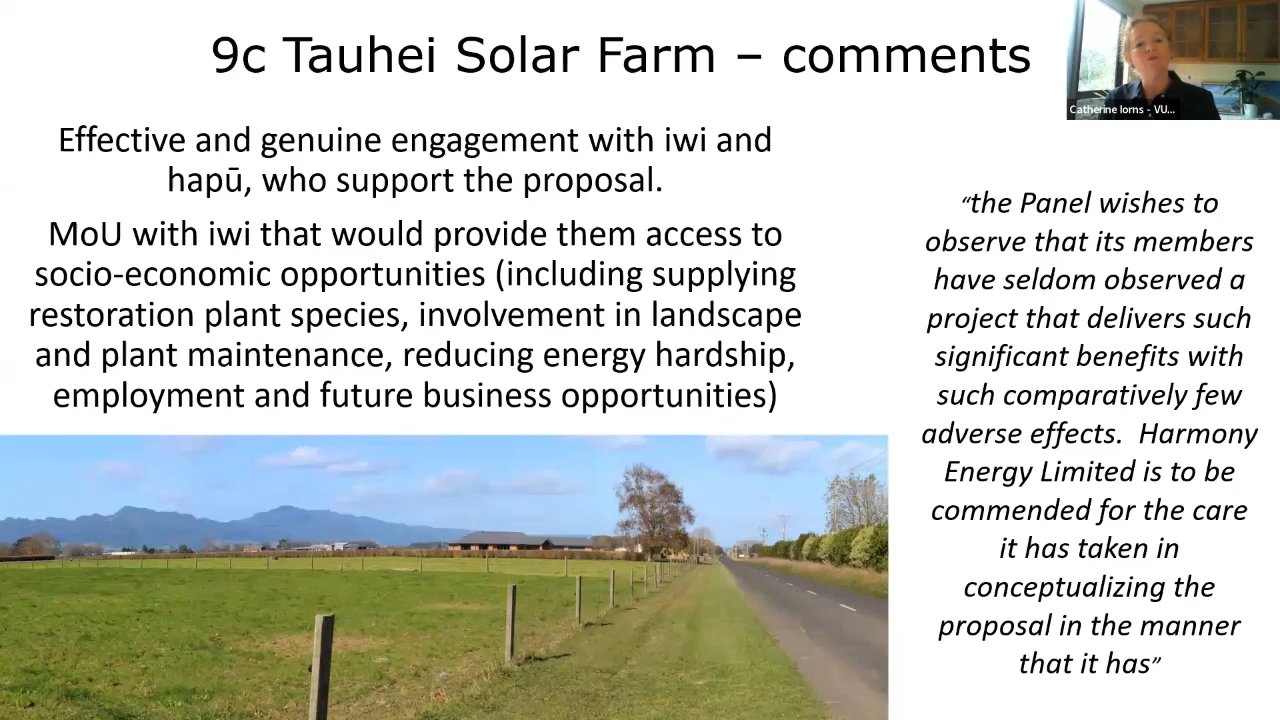 9c Tauhei Solar Farm – comments
Catherine Iorns - VU...
Effective and genuine engagement with iwi and
hapū, who support the proposal.
MoU with iwi that would provide them access to
socio-economic opportunities (including supplying
restoration plant species, involvement in landscape
and plant maintenance, reducing energy hardship,
employment and future business opportunities)
“the Panel wishes to
observe that its members
have seldom observed a
project that delivers such
significant benefits with
such comparatively few
adverse effects.  Harmony
Energy Limited is to be
commended for the care
it has taken in
conceptualizing the
proposal in the manner
that it has”